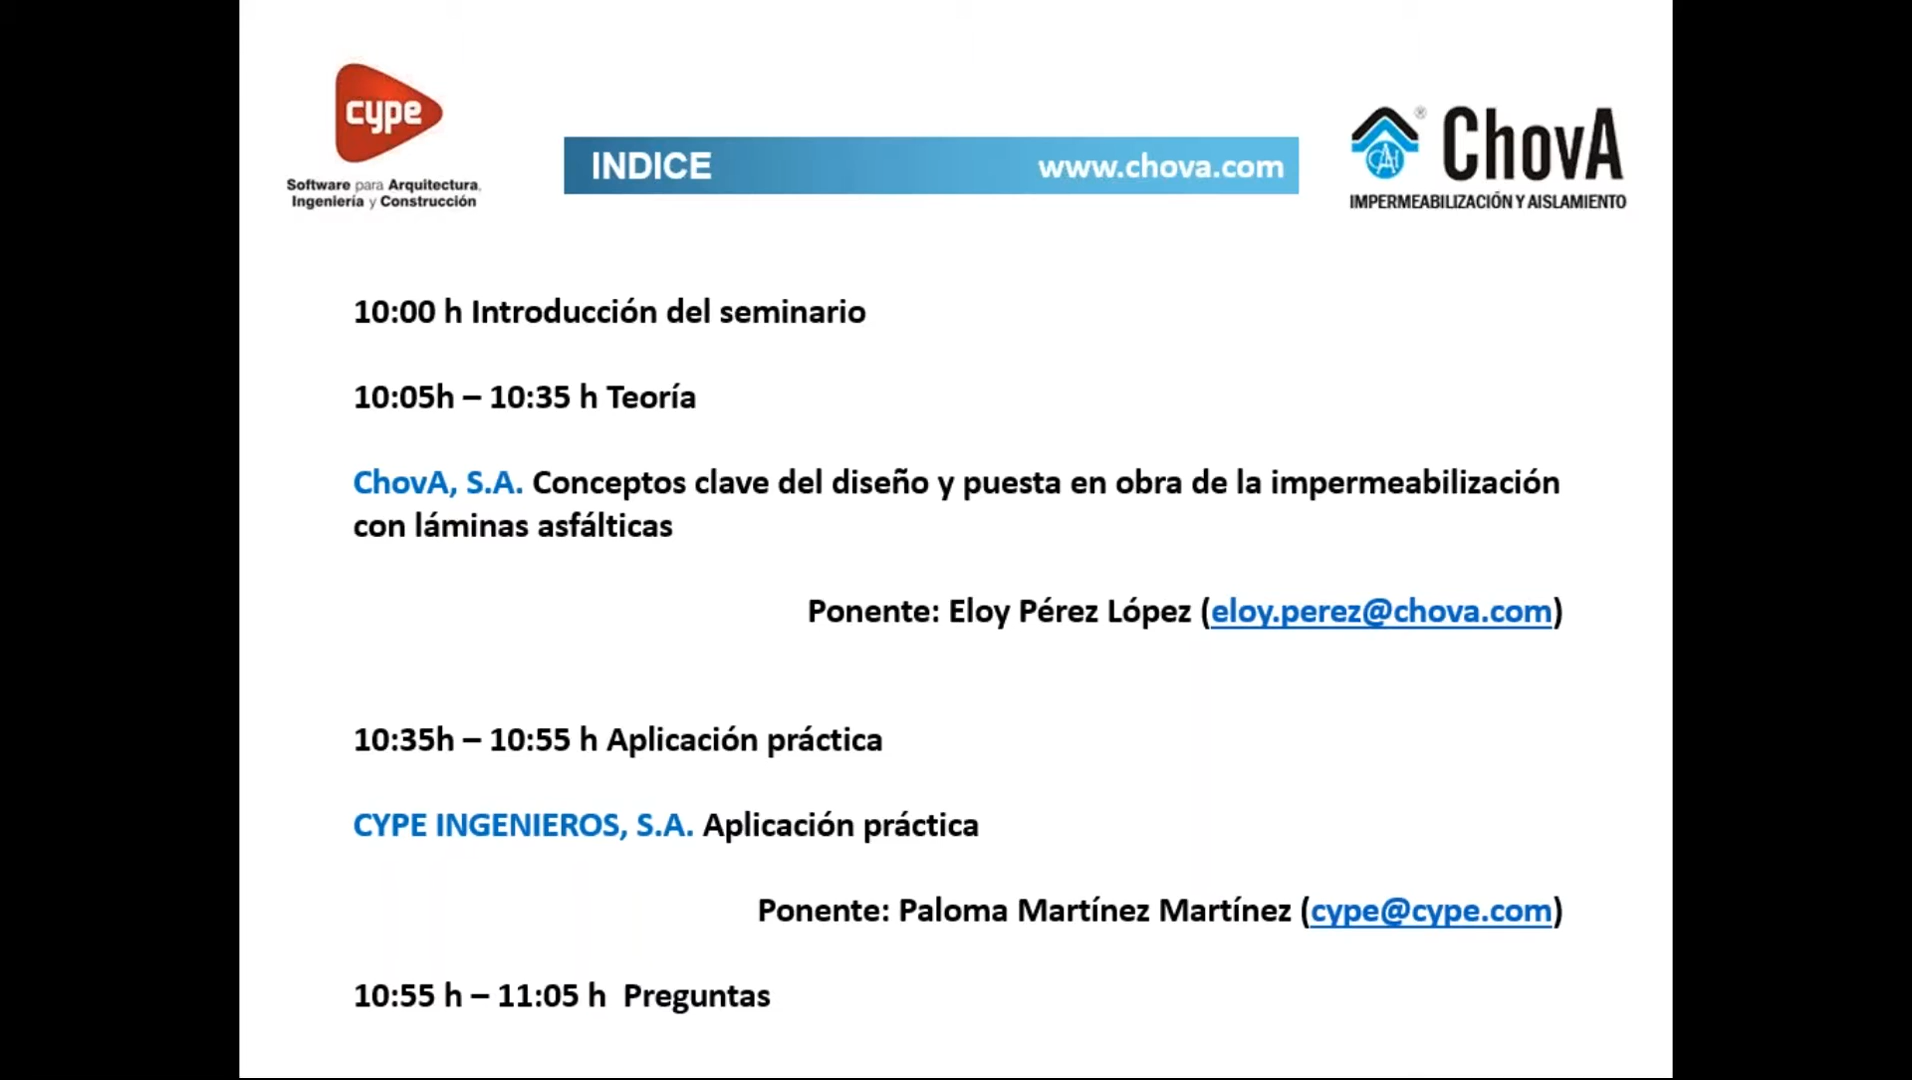 cype
Software para Arquitectura,
Ingeniería y Construcción
INDICE
www.chova.com
ChovA
IMPERMEABILIZACIÓN Y AISLAMIENTO
10:00 h Introducción del seminario
10:05h – 10:35 h Teoría
ChovA, S.A. Conceptos clave del diseño y puesta en obra de la impermeabilización
con láminas asfálticas
Ponente: Eloy Pérez López (eloy.perez@chova.com)
10:35h – 10:55 h Aplicación práctica
CYPE INGENIEROS, S.A. Aplicación práctica
Ponente: Paloma Martínez Martínez (cype@cype.com)
10:55 h – 11:05 h  Preguntas